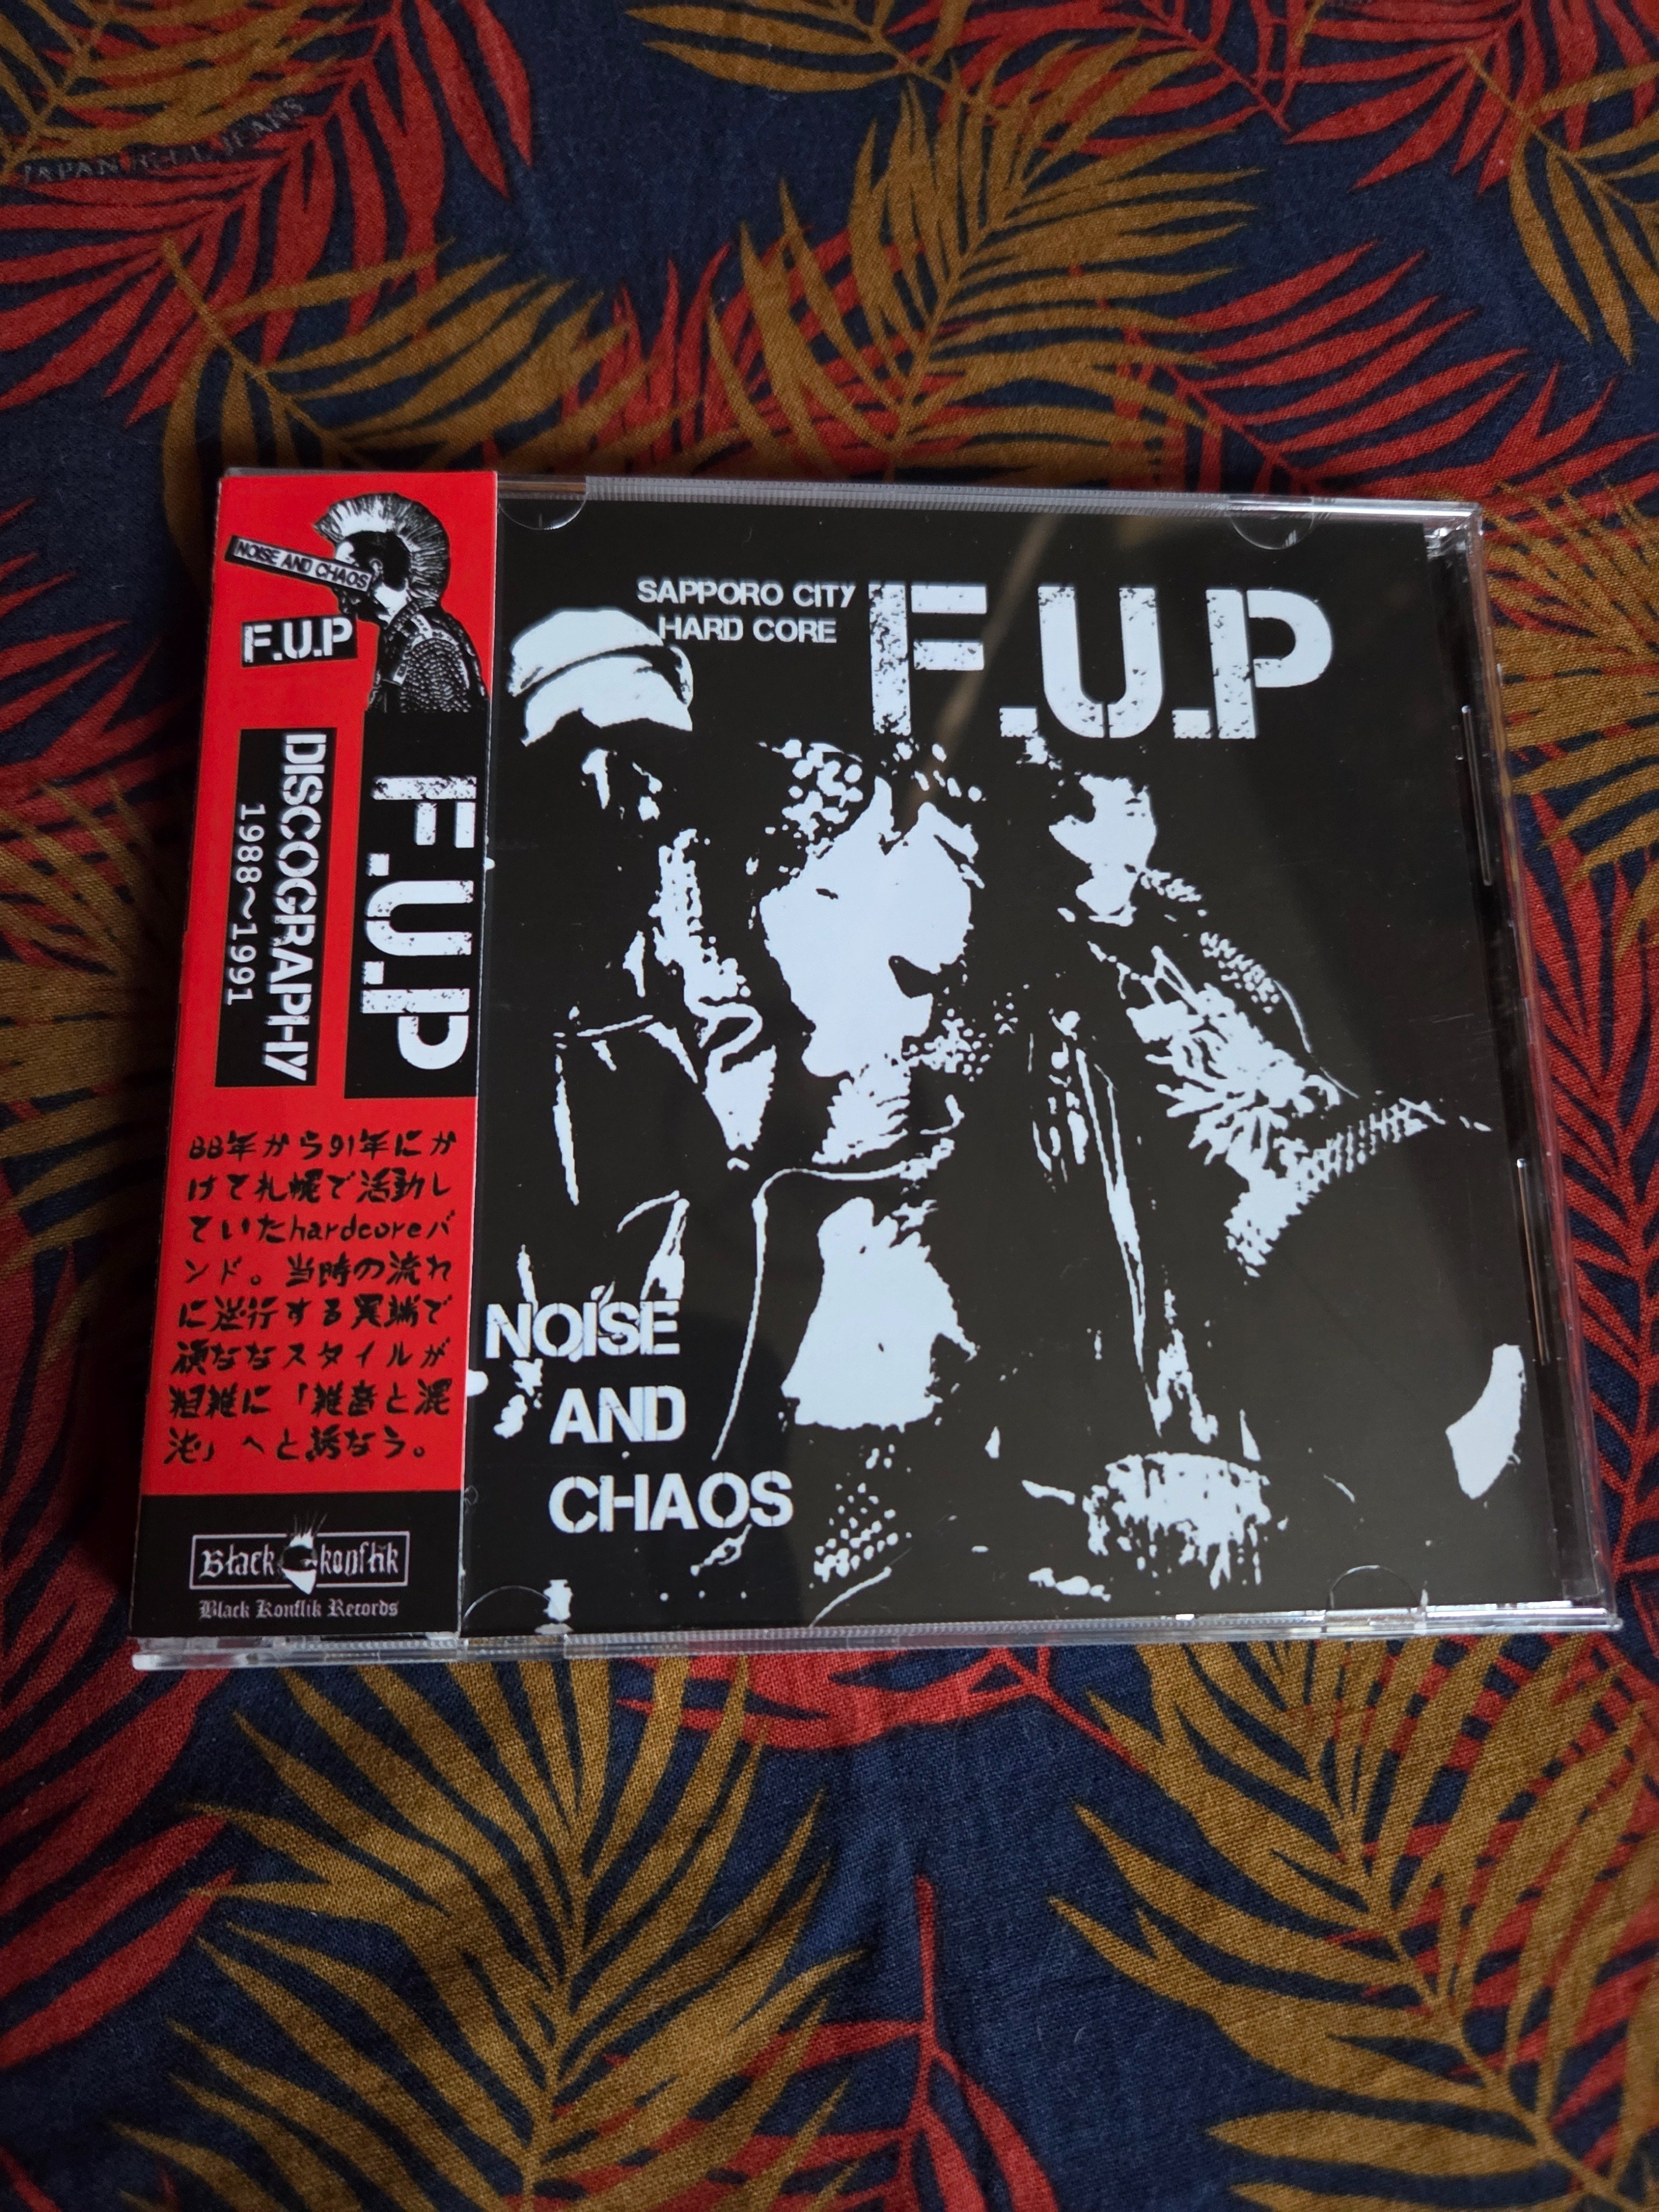 JAPAN BLUE JEANS
NOISE AND CHAOS
F.U.P
F.U.P
DISCOGRAPHY
1988~1991
88年から91年にか
けて札幌で活動し
ていたhardcoreバ
ンド。当時の流れ
に逆行する異端で
頑ななスタイルが
粗雑に「雑音と混
沌」へと誘なう。
Black konflik
Black Konflik Records
SAPPORO CITY
HARD CORE
F.U.P
NOISE
AND
CHAOS